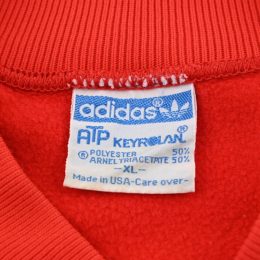 adidas®
ATP KEYROLAN®
® POLYESTER 50%
ARNEL TRIACETATE 50%
-XL-
Made in USA-Care over-